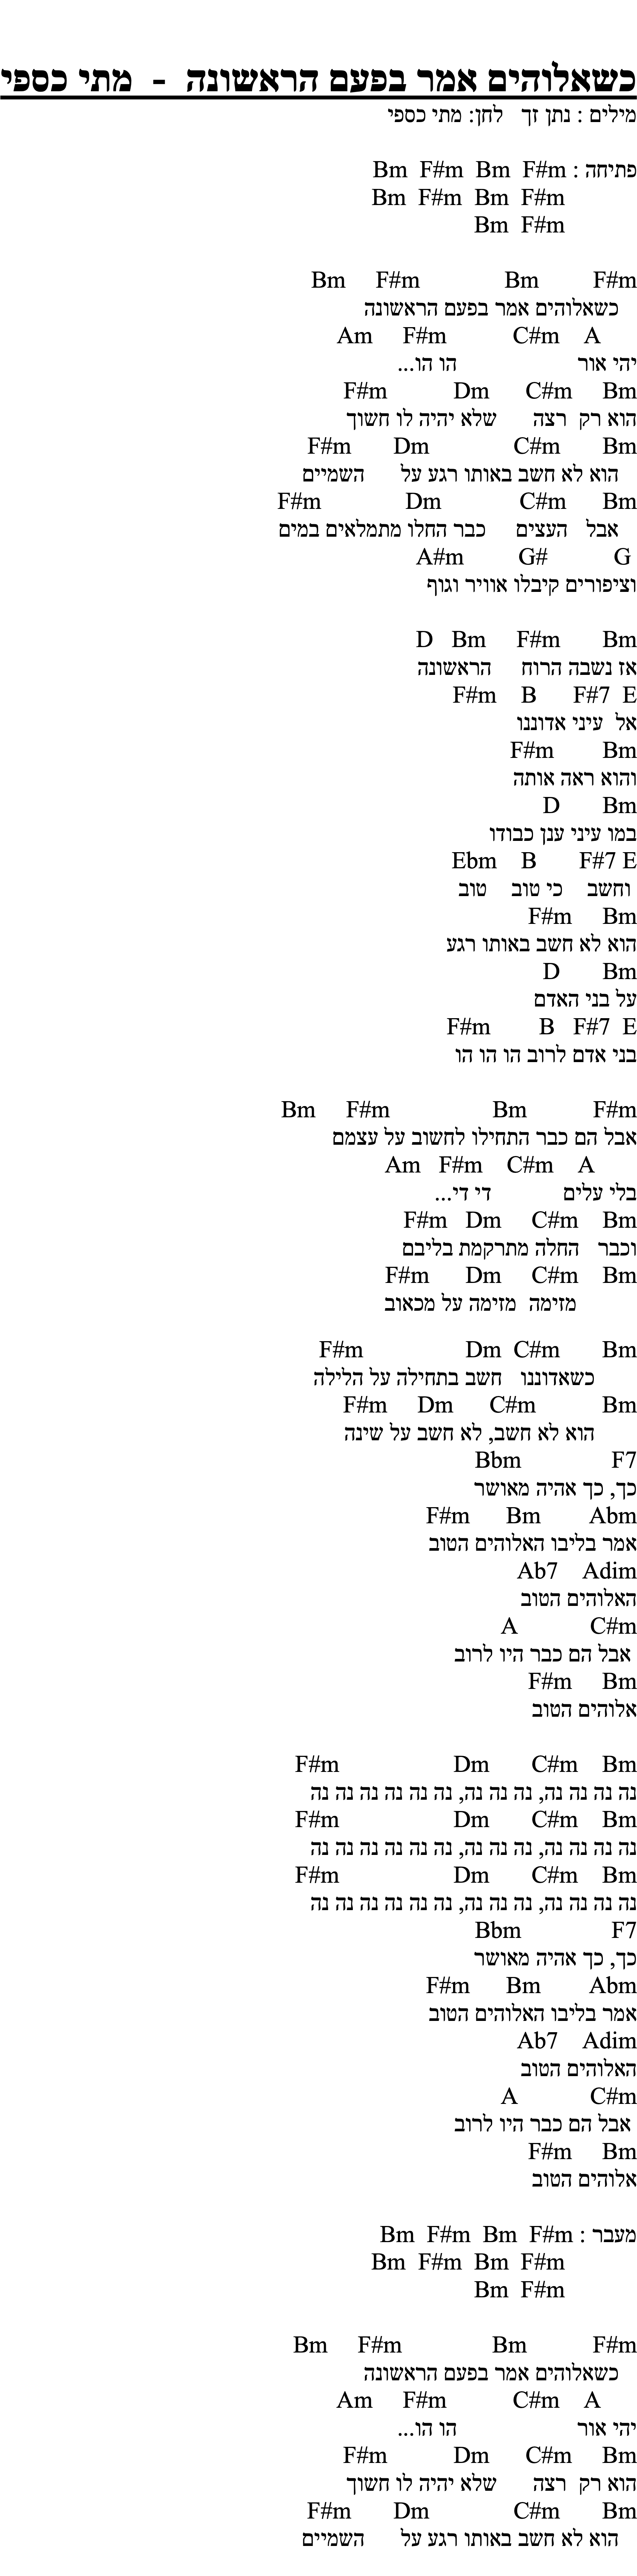 כשאלוהים אמר בפעם הראשונה - מתי כספי
מילים : נתן זך לחן: מתי כספי
פתיחה : Bm F#m Bm F#m
Bm F#m Bm F#m
Bm F#m
Bm F#m Bm F#m
כשאלוהים אמר בפעם הראשונה
Am F#m C#m A
יהי אור הו הו...
F#m Dm C#m Bm
הוא רק רצה שלא יהיה לו חשוך
F#m Dm C#m Bm
הוא לא חשב באותו רגע על השמיים
F#m Dm C#m Bm
אבל העצים כבר החלו מתמלאים במים
A#m G# G
וציפורים קיבלו אוויר וגוף
D Bm F#m Bm
אז נשבה הרוח הראשונה
F#m B F#7 E
אל עיני אדוננו
F#m Bm
והוא ראה אותה
D Bm
במו עיני ענן כבודו
Ebm B F#7 E
וחשב כי טוב טוב
F#m Bm
הוא לא חשב באותו רגע
D Bm
על בני האדם
F#m B F#7 E
בני אדם לרוב הו הו הו
Bm F#m Bm F#m
אבל הם כבר התחילו לחשוב על עצמם
Am F#m C#m A
בלי עלים די די...
F#m Dm C#m Bm
וכבר החלה מתרקמת בליבם
F#m Dm C#m Bm
מזימה מזימה על מכאוב
F#m Dm C#m Bm
כשאדוננו חשב בתחילה על הלילה
F#m Dm C#m Bm
הוא לא חשב, לא חשב על שינה
Bbm F7
כך, כך אהיה מאושר
F#m Bm Abm
אמר בליבו האלוהים הטוב
Ab7 Adim
האלוהים הטוב
A C#m
אבל הם כבר היו לרוב
F#m Bm
אלוהים הטוב
F#m Dm C#m Bm
נה נה נה נה, נה נה נה, נה נה נה נה נה נה
F#m Dm C#m Bm
נה נה נה נה, נה נה נה, נה נה נה נה נה נה
F#m Dm C#m Bm
נה נה נה נה, נה נה נה, נה נה נה נה נה נה
Bbm F7
כך, כך אהיה מאושר
F#m Bm Abm
אמר בליבו האלוהים הטוב
Ab7 Adim
האלוהים הטוב
A C#m
אבל הם כבר היו לרוב
F#m Bm
אלוהים הטוב
מעבר : Bm F#m Bm F#m
Bm F#m Bm F#m
Bm F#m
Bm F#m Bm F#m
כשאלוהים אמר בפעם הראשונה
Am F#m C#m A
יהי אור הו הו...
F#m Dm C#m Bm
הוא רק רצה שלא יהיה לו חשוך
F#m Dm C#m Bm
הוא לא חשב באותו רגע על השמיים